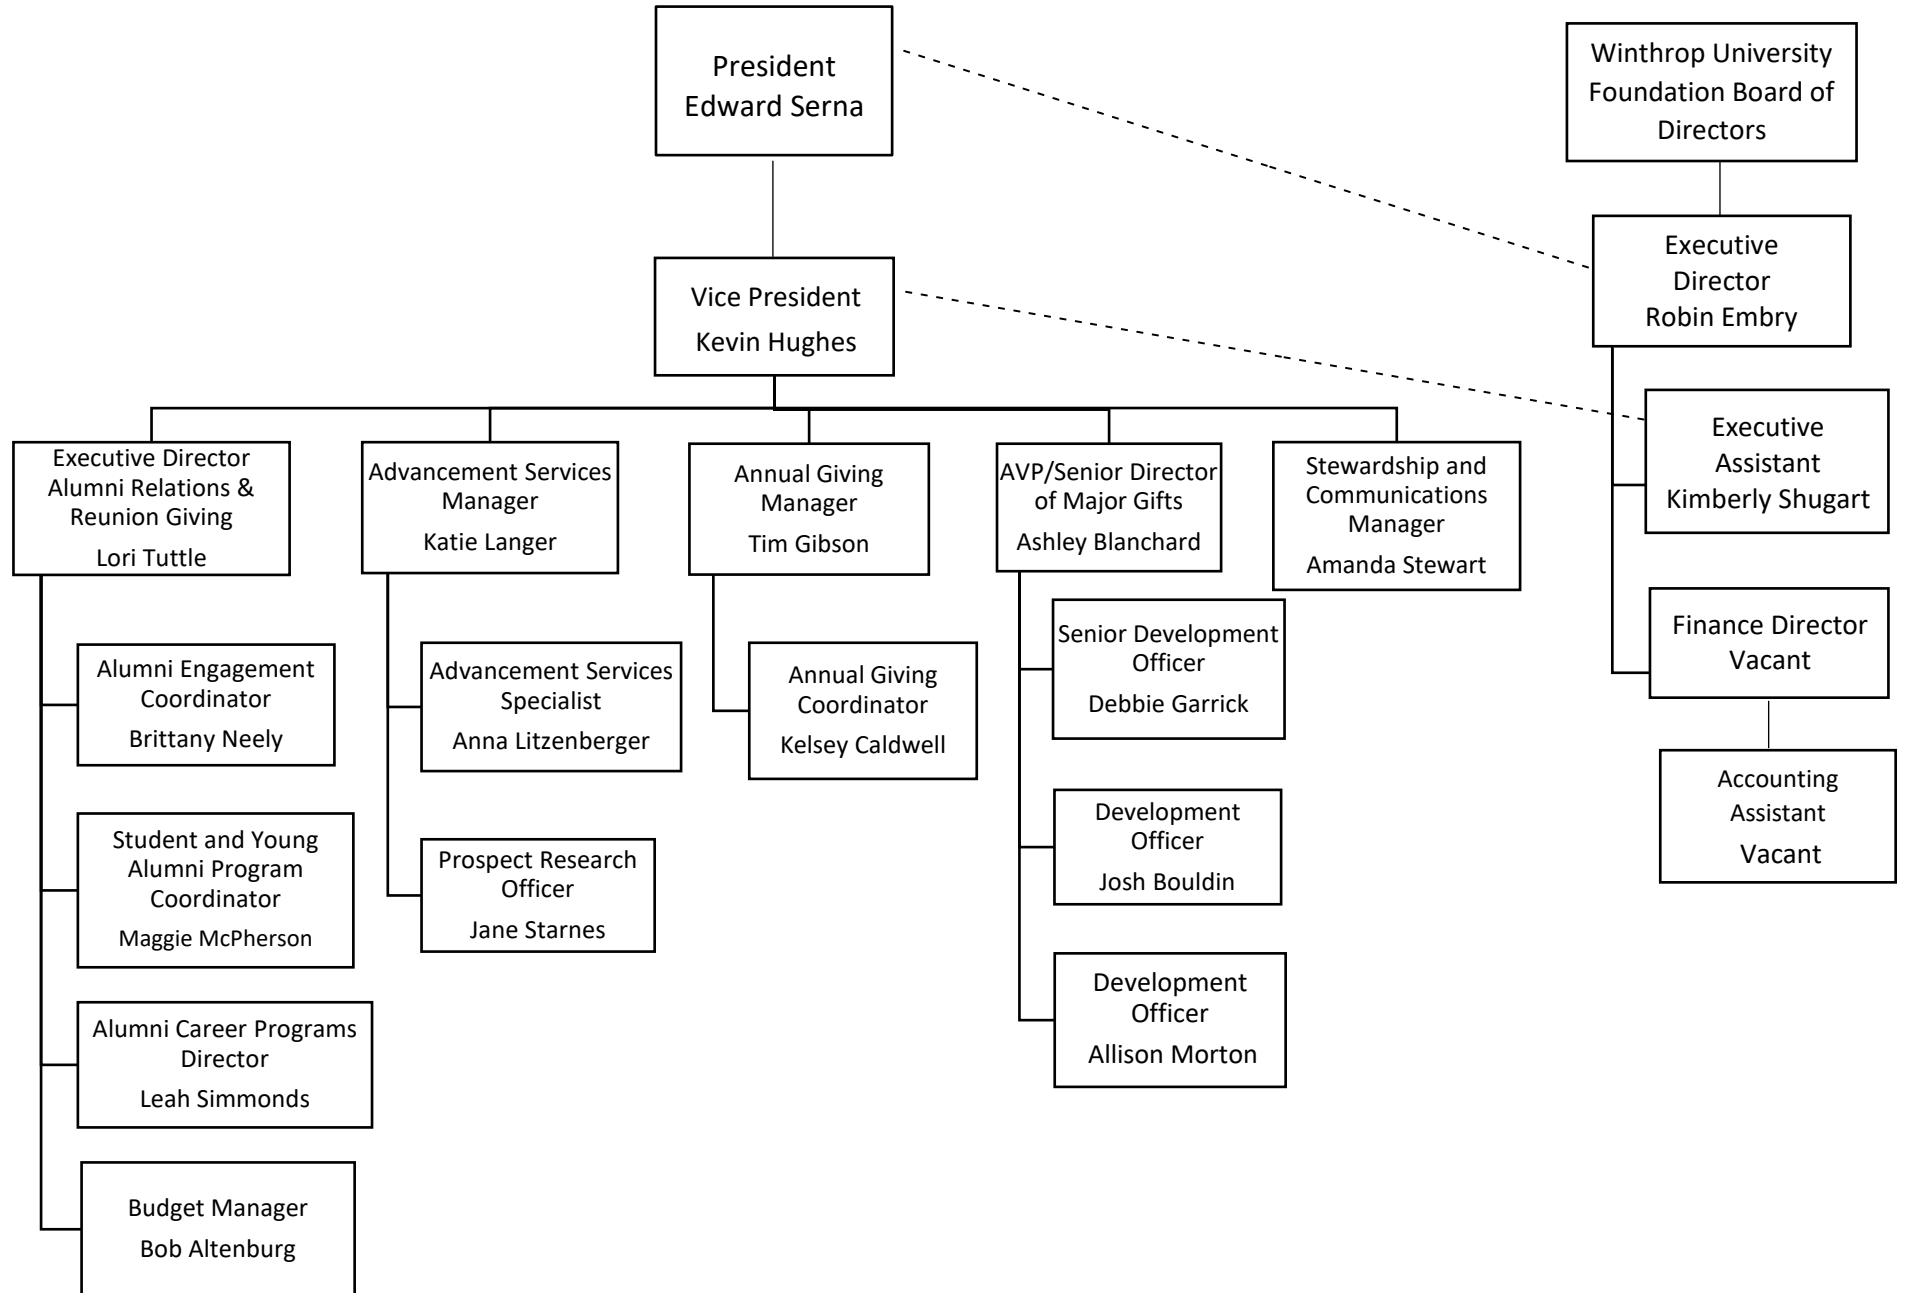 President
Edward Serna
Winthrop University
Foundation Board of
Directors
Executive
Director
Robin Embry
Vice President
Kevin Hughes
Executive
Assistant
Kimberly Shugart
Executive Director
Alumni Relations &
Reunion Giving
Lori Tuttle
Advancement Services
Manager
Katie Langer
Annual Giving
Manager
Tim Gibson
AVP/Senior Director
of Major Gifts
Ashley Blanchard
Stewardship and
Communications
Manager
Amanda Stewart
Finance Director
Vacant
Accounting
Assistant
Vacant
Alumni Engagement
Coordinator
Brittany Neely
Student and Young
Alumni Program
Coordinator
Maggie McPherson
Alumni Career Programs
Director
Leah Simmonds
Budget Manager
Bob Altenburg
Advancement Services
Specialist
Anna Litzenberger
Prospect Research
Officer
Jane Starnes
Annual Giving
Coordinator
Kelsey Caldwell
Senior Development
Officer
Debbie Garrick
Development
Officer
Josh Bouldin
Development
Officer
Allison Morton